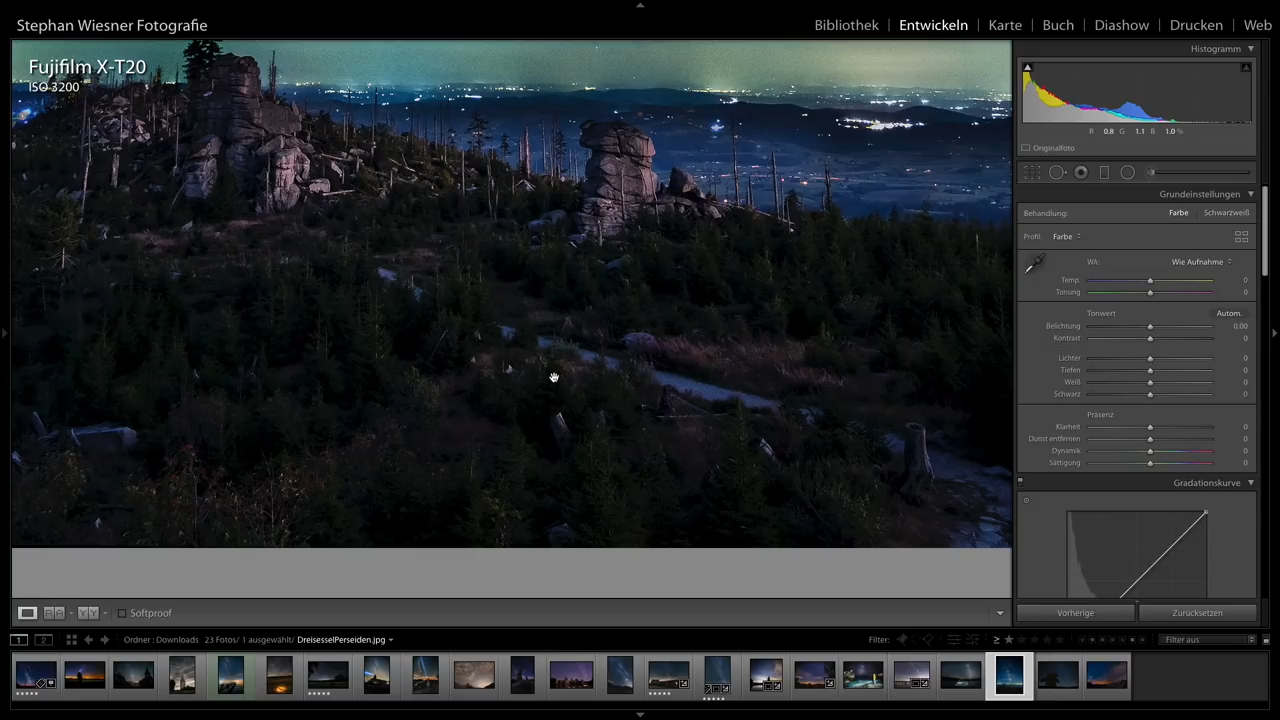 Stephan Wiesner Fotografie
Bibliothek | Entwickeln | Karte | Buch | Diashow | Drucken | Web
Fujifilm X-T20
ISO 3200
Histogramm
R 0.8 G 1.1 B 1.0 %
Originalfoto
Grundeinstellungen
Behandlung: Farbe Schwarzweiß
Profil Farbe
WA: Wie Aufnahme
Temp. 0
Tonung 0
Tonwert Autom.
Belichtung 0.00
Kontrast 0
Lichter 0
Tiefen 0
Weiß 0
Schwarz 0
Präsenz
Klarheit 0
Dunst entfernen 0
Dynamik 0
Sättigung 0
Gradationskurve
Softproof
Vorherige Zurücksetzen
1 2 Ordner : Downloads 23 Fotos/ 1 ausgewählt/ DreisesselPerseiden.jpg Filter: Filter aus